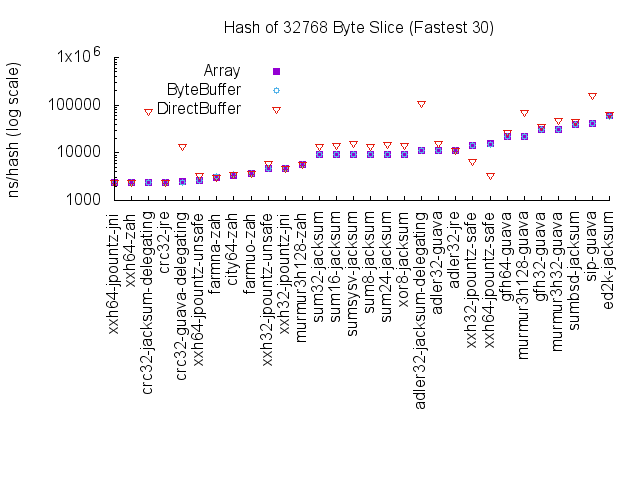 Hash of 32768 Byte Slice (Fastest 30)
ns/hash (log scale)
1x10^6
100000
10000
1000
Array
ByteBuffer
DirectBuffer
xxh64-jpountz-jni
xxh64-zah
crc32-jacksum-delegating
crc32-jre
crc32-guava-delegating
xxh64-jpountz-unsafe
farmna-zah
city64-zah
farmuo-zah
xxh32-jpountz-unsafe
xxh32-jpountz-jni
murmur3h128-zah
sum32-jacksum
sum16-jacksum
sumsysv-jacksum
sum8-jacksum
sum24-jacksum
xor8-jacksum
adler32-jacksum-delegating
adler32-guava
adler32-jre
xxh32-jpountz-safe
xxh64-jpountz-safe
gfh64-guava
murmur3h128-guava
gfh32-guava
murmur3h32-guava
sumbsd-jacksum
sip-guava
ed2k-jacksum